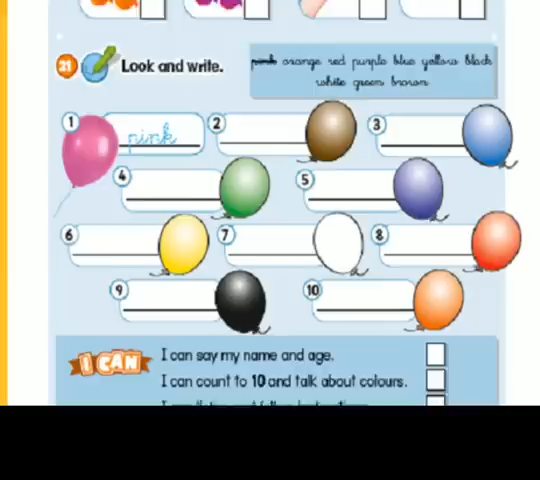 21 Look and write.
pink orange red purple blue yellow black
white green brown
1 pink 2 3
4 5
6 7 8
9 10
I CAN
I can say my name and age.
I can count to 10 and talk about colours.